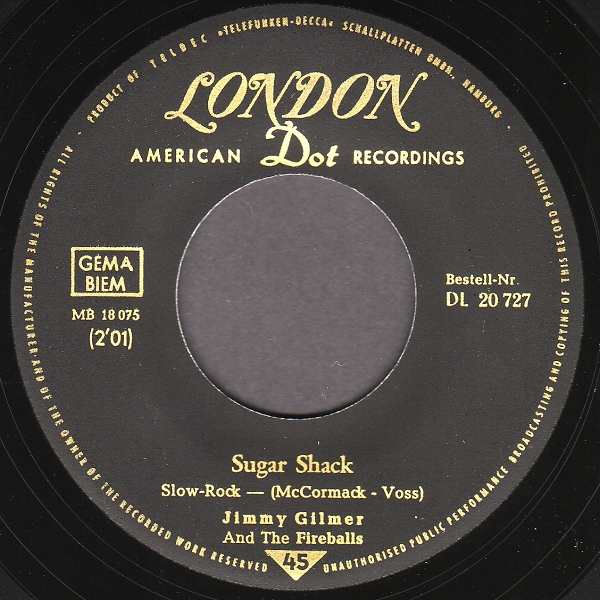 PRODUCT OF TELDEC »TELEFUNKEN-DECCA« SCHALLPLATTEN GMBH., HAMBURG ·
LONDON
AMERICAN Dot RECORDINGS
GEMA
BIEM
MB 18 075
(2'01)
Bestell-Nr.
DL 20 727
Sugar Shack
Slow-Rock — (McCormack - Voss)
Jimmy Gilmer
And The Fireballs
45
ALL RIGHTS OF THE MANUFACTURER·AND OF THE OWNER OF THE RECORDED WORK RESERVED
UNAUTHORISED PUBLIC PERFORMANCE BROADCASTING AND COPYING OF THIS RECORD PROHIBITED